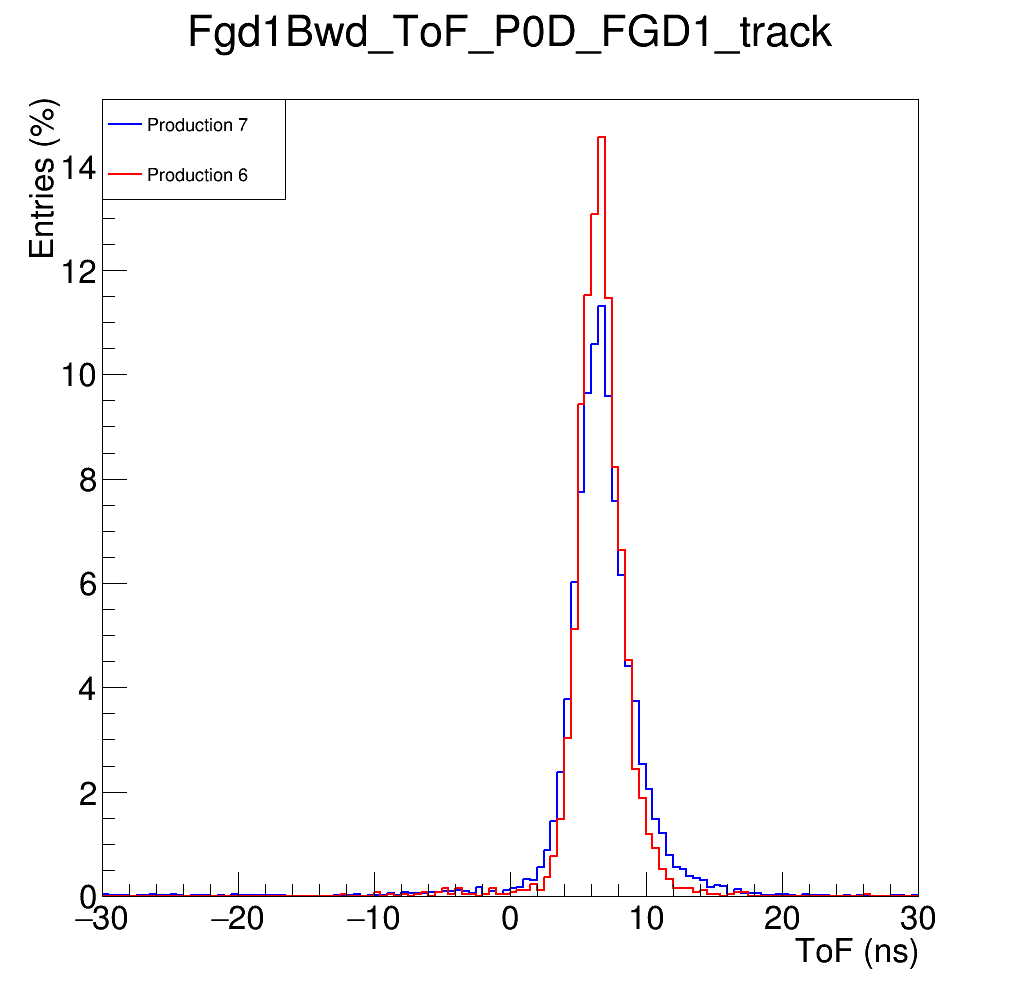 Fgd1Bwd_ToF_P0D_FGD1_track
Entries (%)
Production 7
Production 6
14
12
10
8
6
4
2
0
−30 −20 −10 0 10 20 30
ToF (ns)